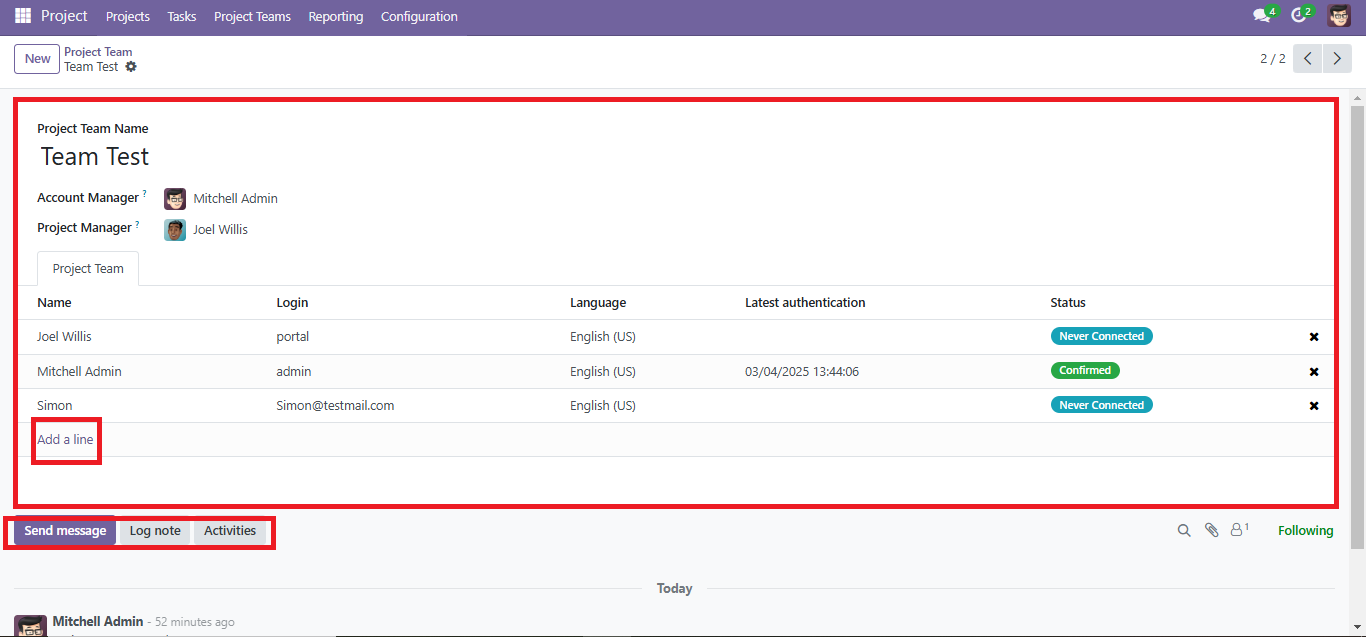 Project Projects Tasks Project Teams Reporting Configuration 4 2
New Project Team
Team Test 2 / 2
Project Team Name
Team Test
Account Manager ? Mitchell Admin
Project Manager ? Joel Willis
Project Team
Name Login Language Latest authentication Status
Joel Willis portal English (US) Never Connected
Mitchell Admin admin English (US) 03/04/2025 13:44:06 Confirmed
Simon Simon@testmail.com English (US) Never Connected
Add a line
Send message Log note Activities 1 Following
Today
Mitchell Admin - 52 minutes ago